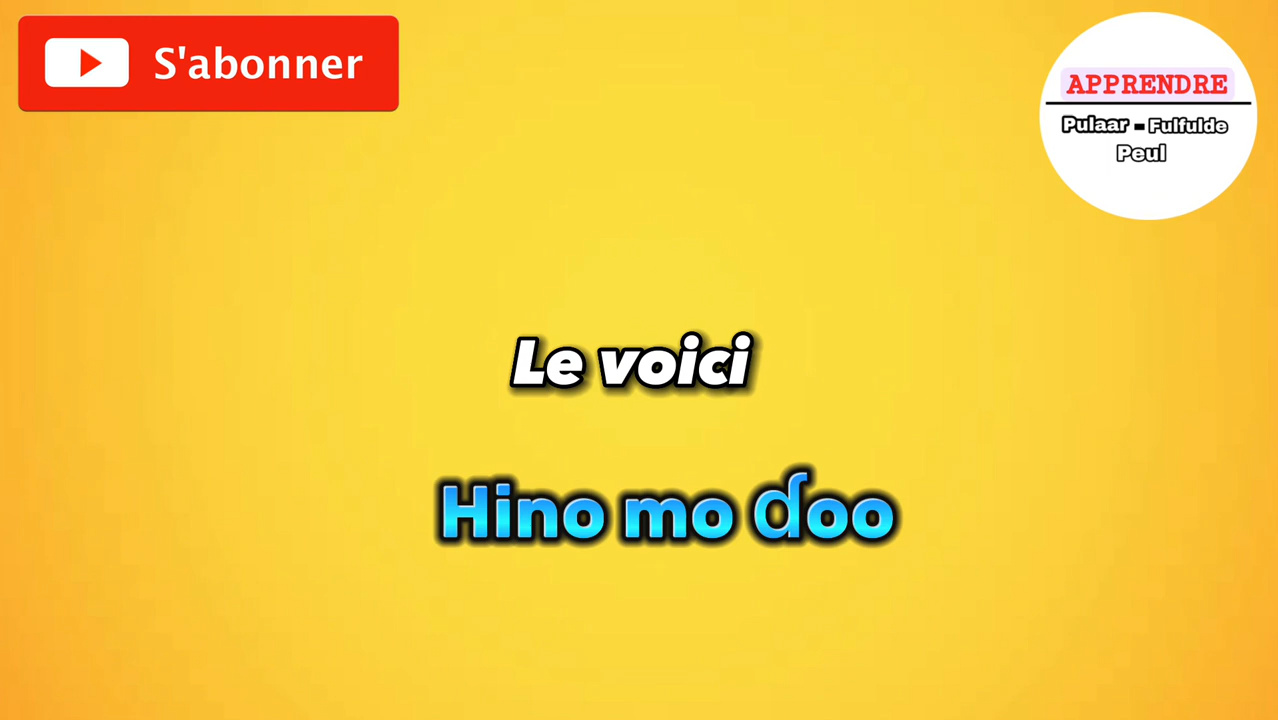 S'abonner
APPRENDRE
Pulaar - Fulfulde
Peul
Le voici
Hino mo ɗoo